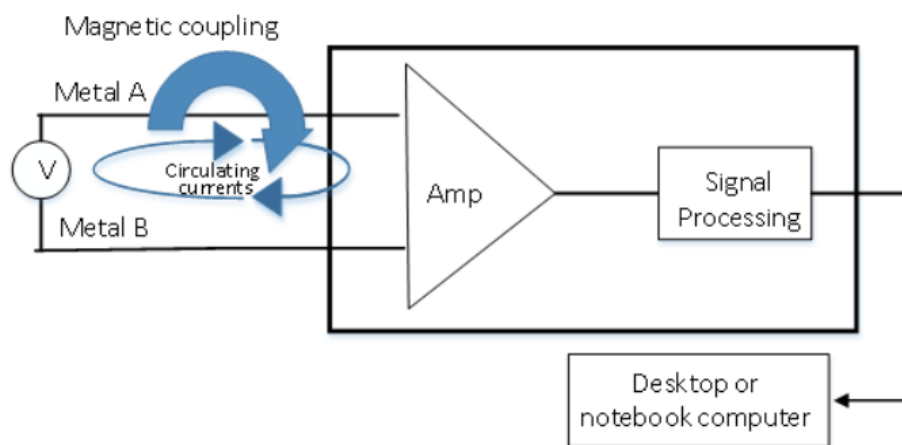 Magnetic coupling
Metal A
V
Circulating
currents
Metal B
Amp
Signal
Processing
Desktop or
notebook computer